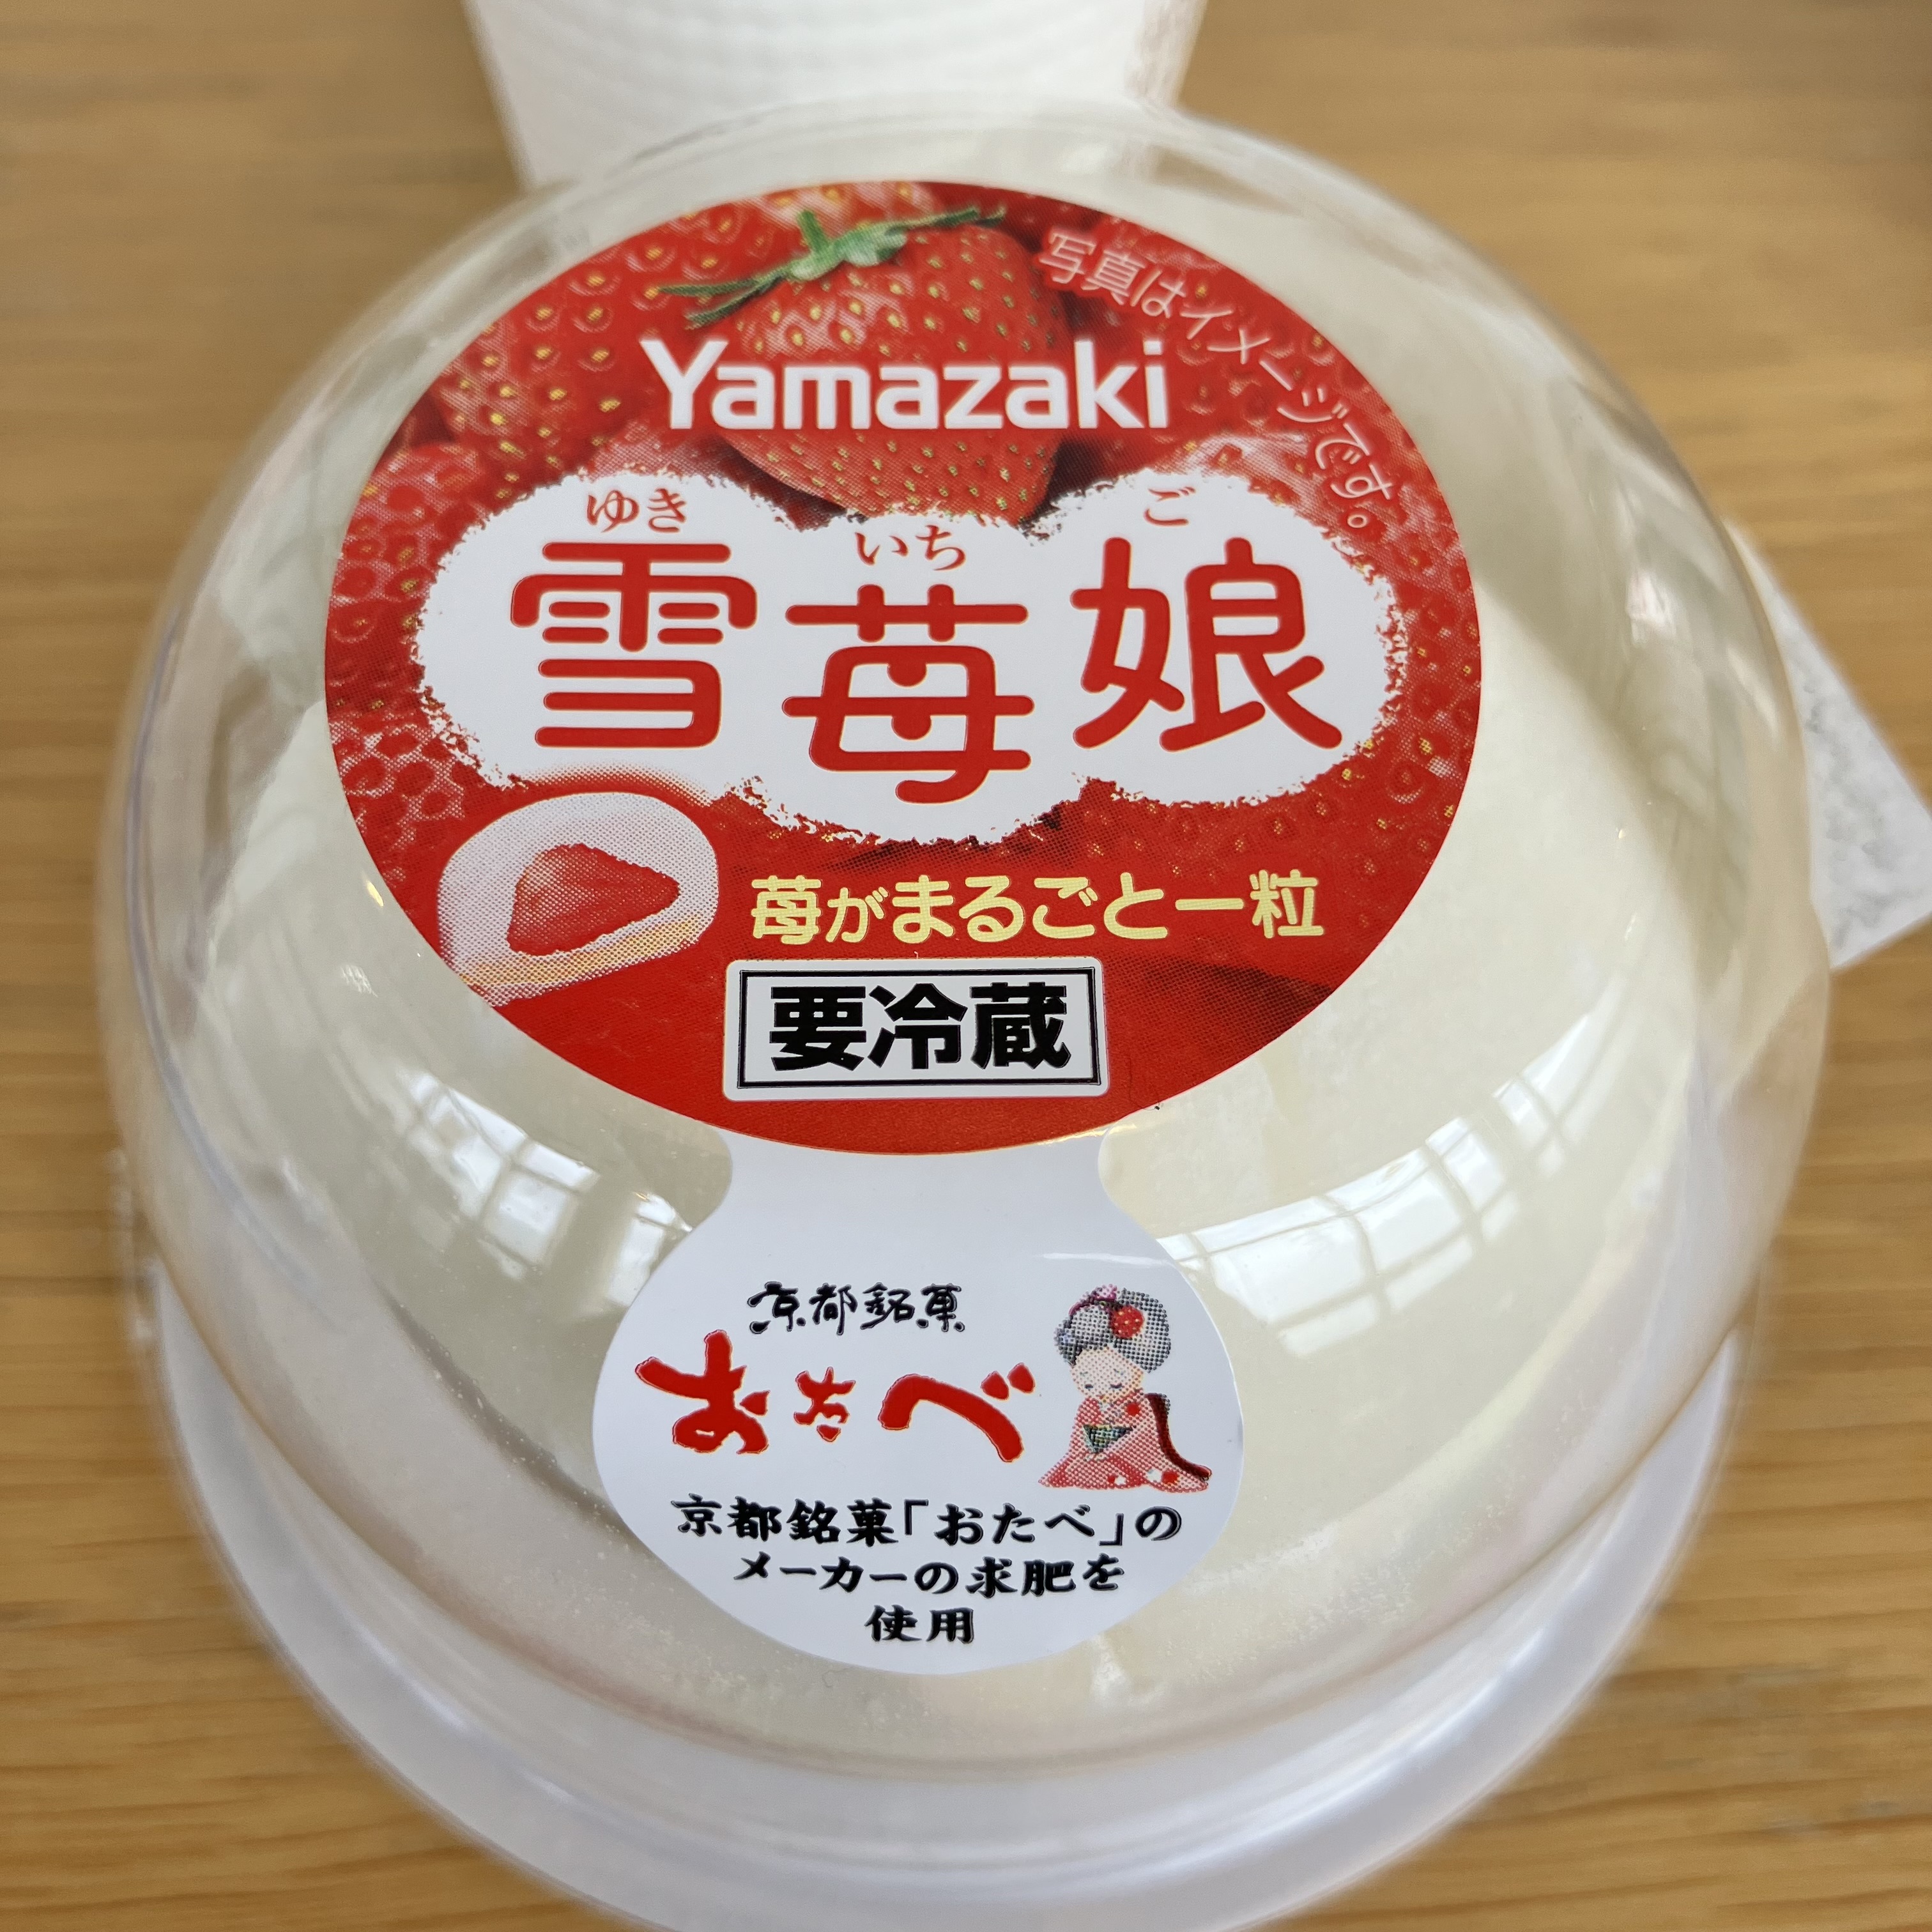 写真はイメージです。
Yamazaki
ゆき いち ご
雪苺娘
苺がまるごと一粒
要冷蔵
京都銘菓
おたべ
京都銘菓「おたべ」の
メーカーの求肥を
使用